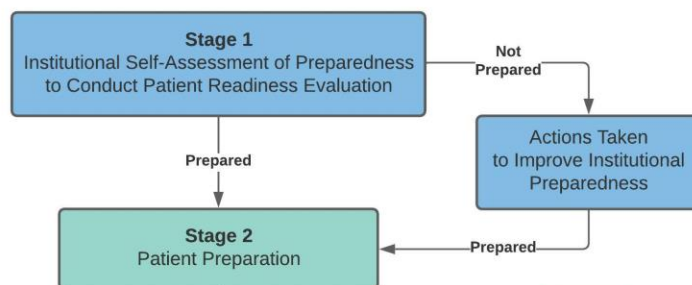 Stage 1
Institutional Self-Assessment of Preparedness
to Conduct Patient Readiness Evaluation
Not
Prepared
Prepared
Actions Taken
to Improve Institutional
Preparedness
Stage 2
Patient Preparation
Prepared